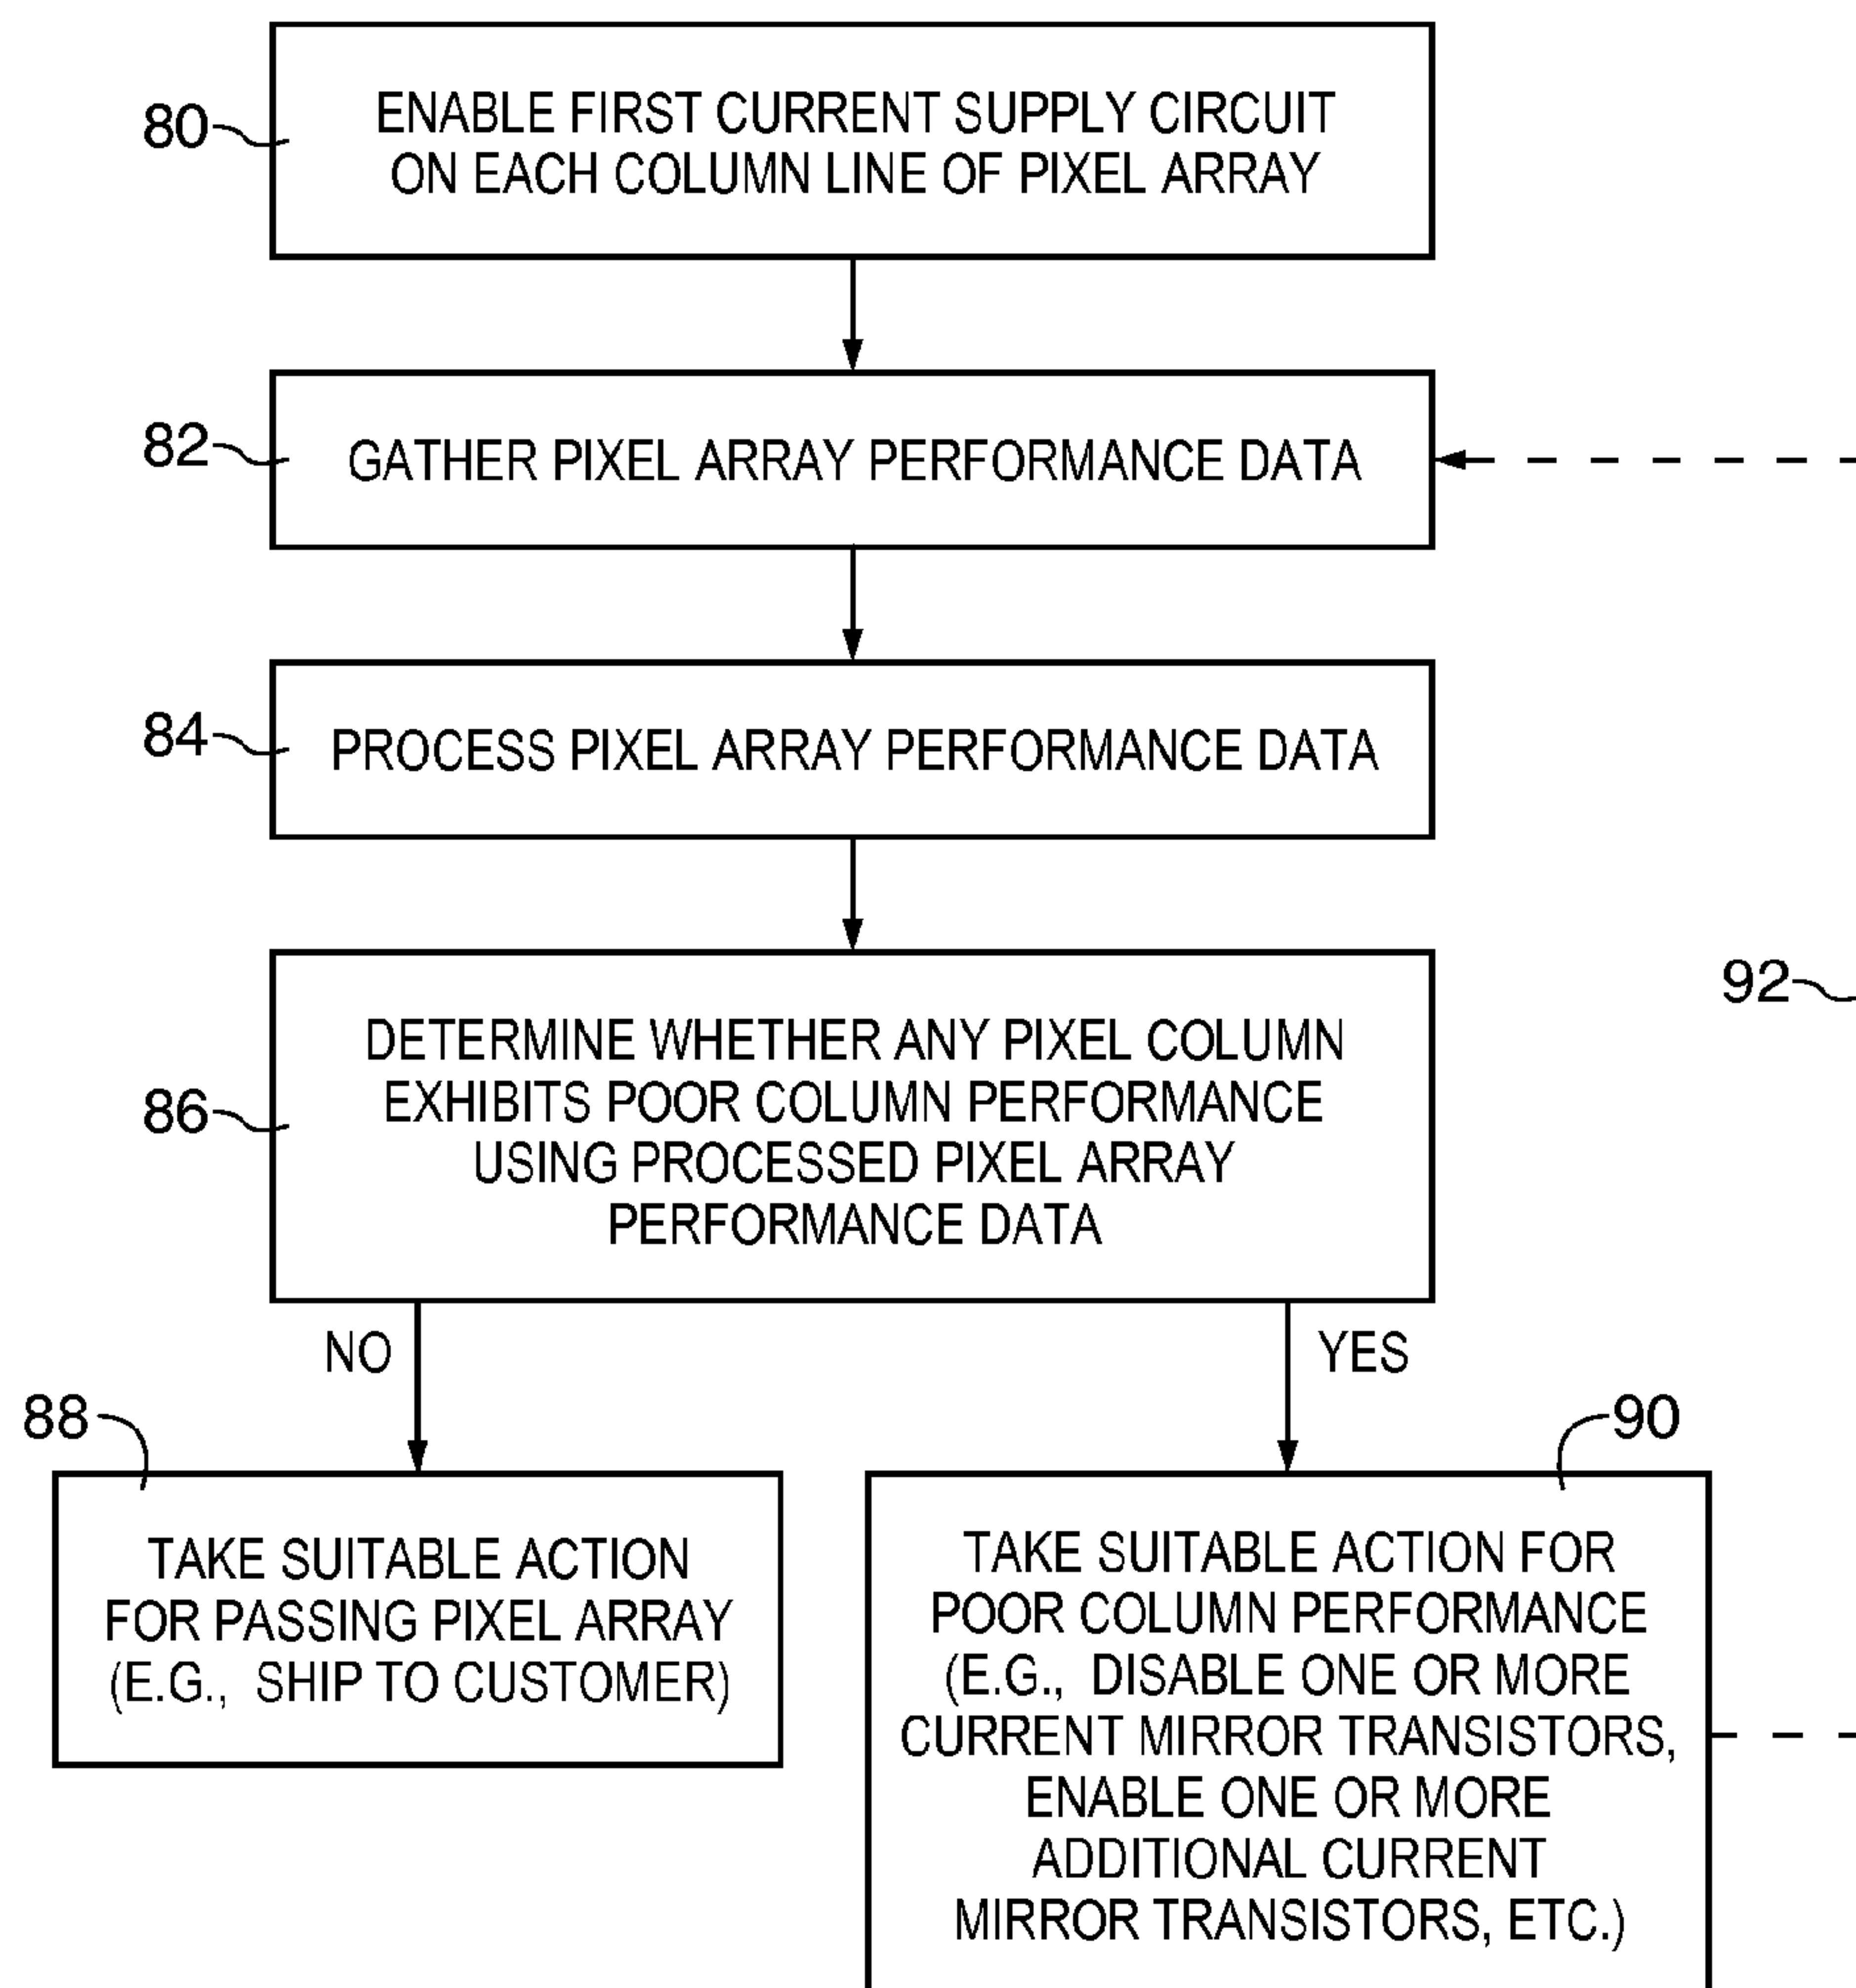 80
ENABLE FIRST CURRENT SUPPLY CIRCUIT
ON EACH COLUMN LINE OF PIXEL ARRAY
82
GATHER PIXEL ARRAY PERFORMANCE DATA
84
PROCESS PIXEL ARRAY PERFORMANCE DATA
92
86
DETERMINE WHETHER ANY PIXEL COLUMN
EXHIBITS POOR COLUMN PERFORMANCE
USING PROCESSED PIXEL ARRAY
PERFORMANCE DATA
NO
YES
88
TAKE SUITABLE ACTION
FOR PASSING PIXEL ARRAY
(E.G., SHIP TO CUSTOMER)
90
TAKE SUITABLE ACTION FOR
POOR COLUMN PERFORMANCE
(E.G., DISABLE ONE OR MORE
CURRENT MIRROR TRANSISTORS,
ENABLE ONE OR MORE
ADDITIONAL CURRENT
MIRROR TRANSISTORS, ETC.)